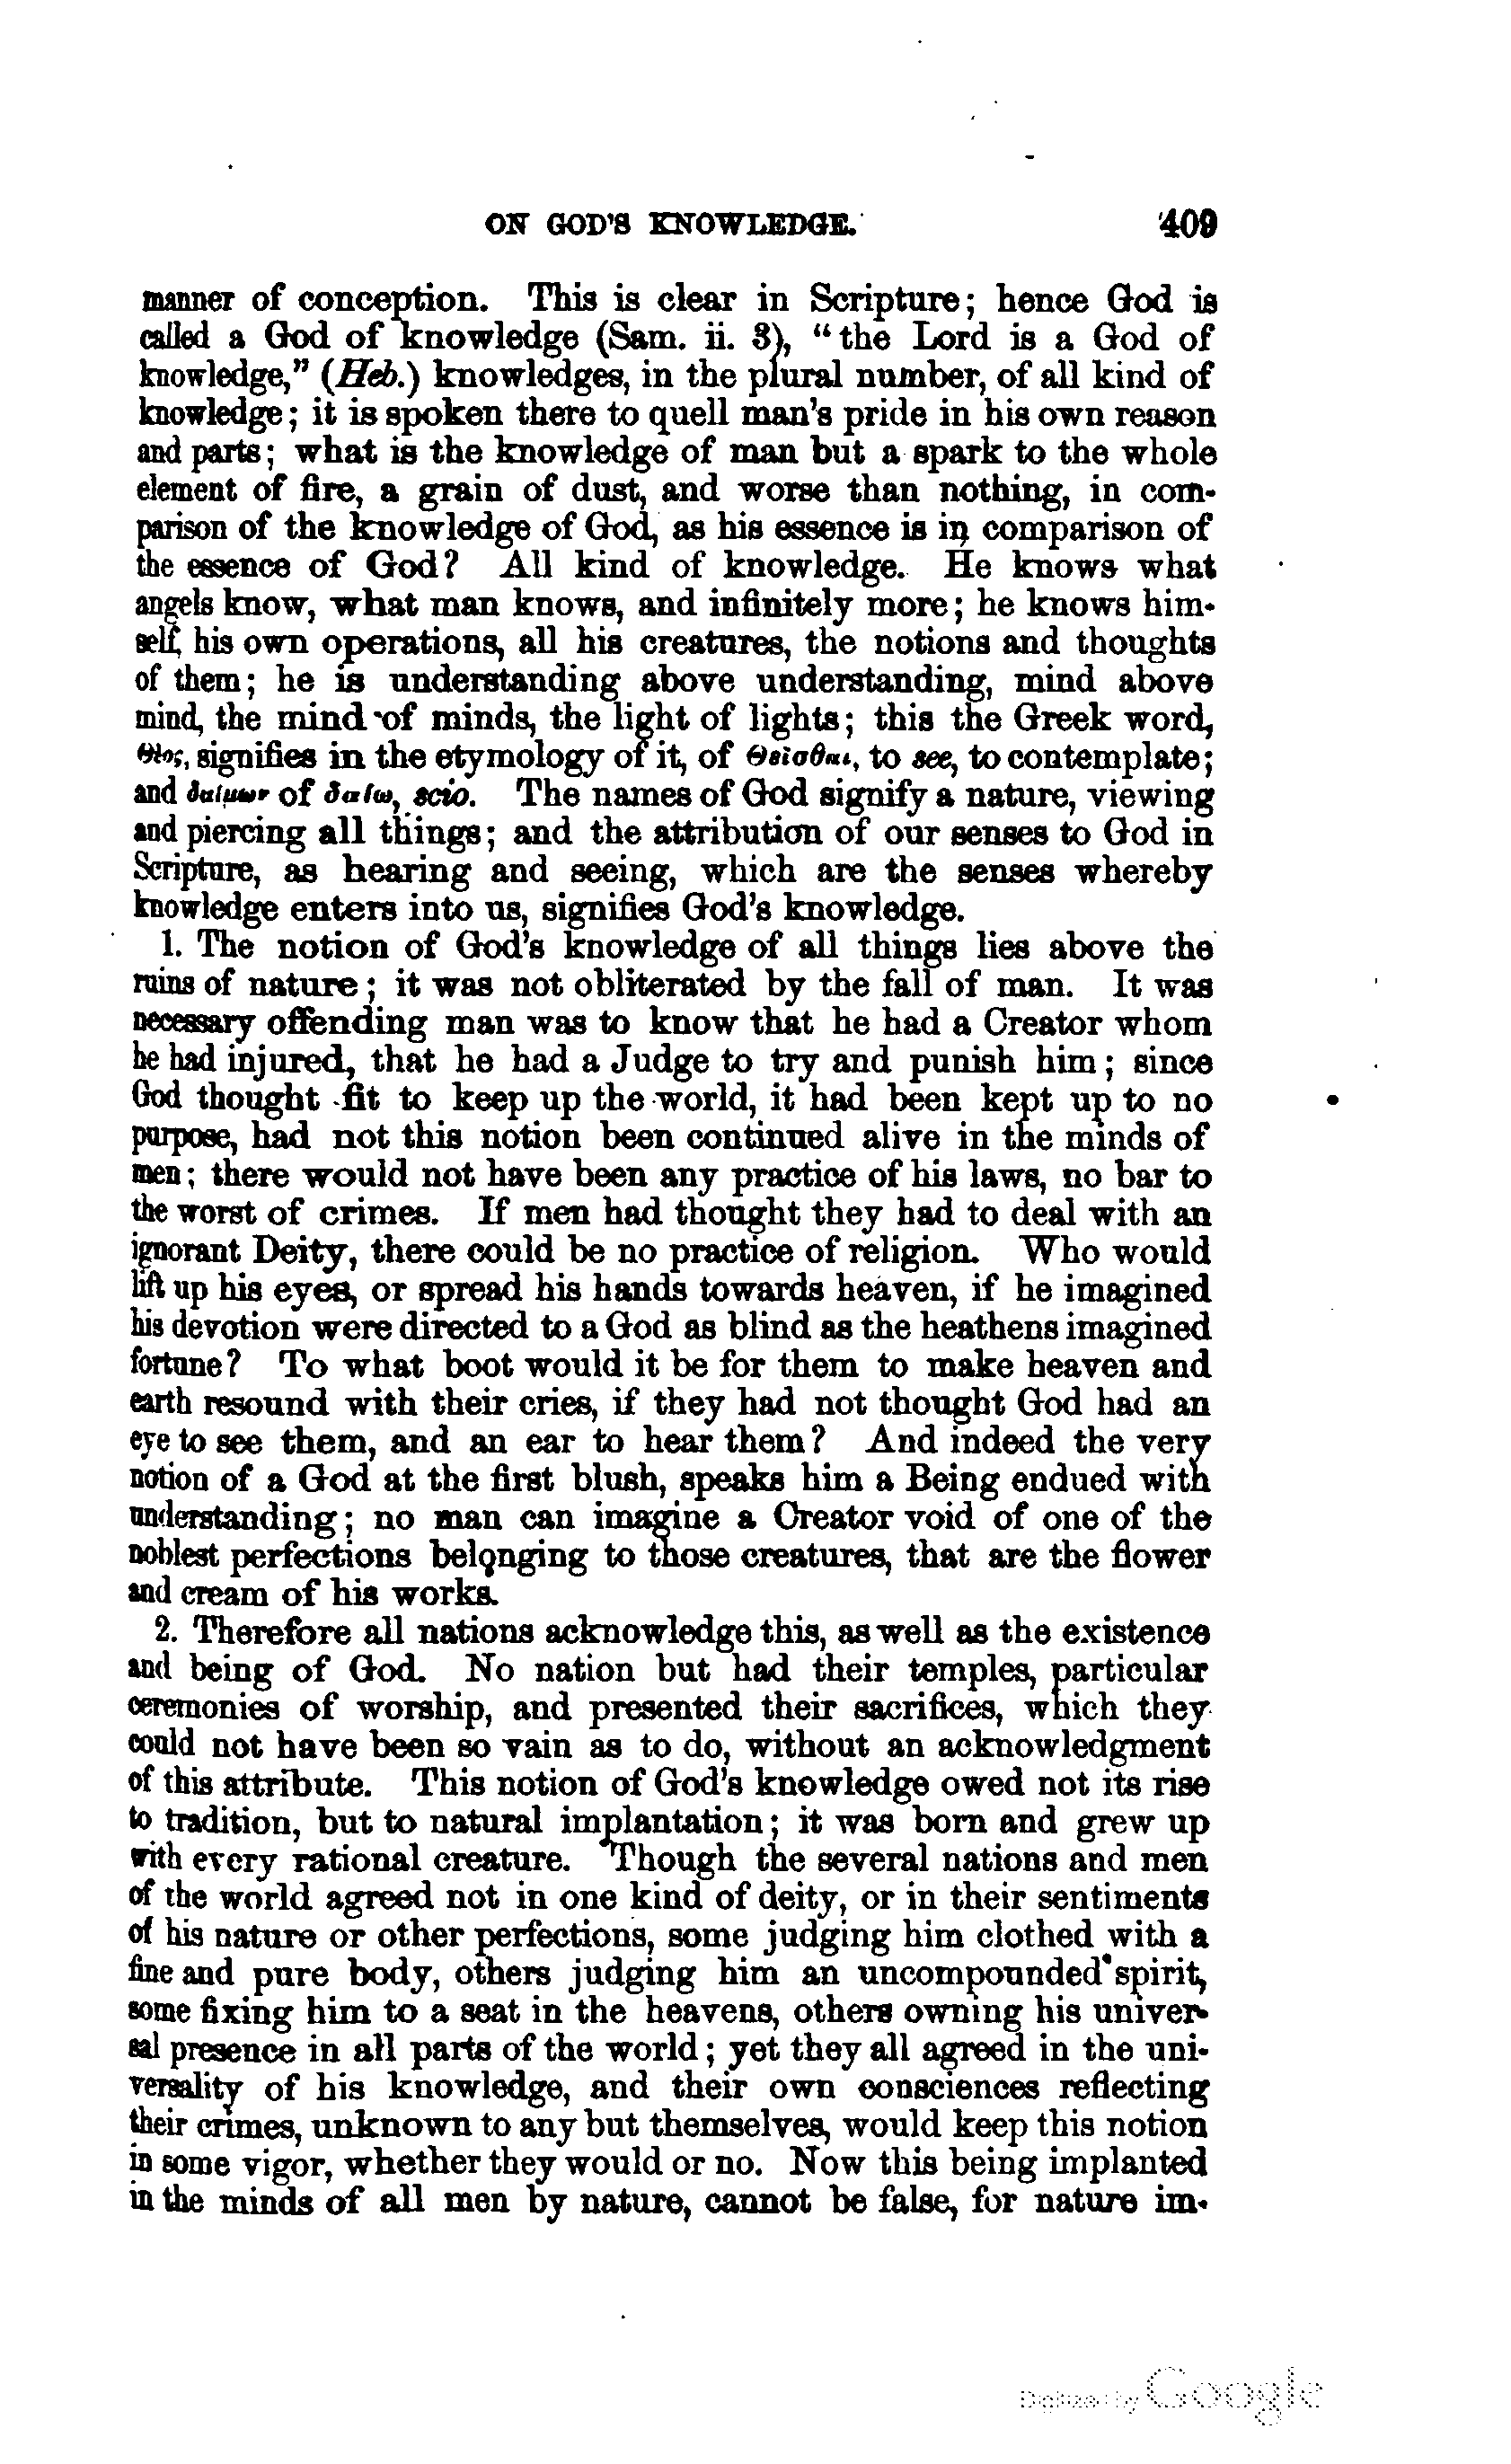 ON GOD'S KNOWLEDGE. 409
manner of conception. This is clear in Scripture; hence God is
called a God of knowledge (Sam. ii. 3), “the Lord is a God of
knowledge,” (Heb.) knowledges, in the plural number, of all kind of
knowledge; it is spoken there to quell man's pride in his own reason
and parts; what is the knowledge of man but a spark to the whole
element of fire, a grain of dust, and worse than nothing, in com-
parison of the knowledge of God, as his essence is in comparison of
the essence of God? All kind of knowledge. He knows what
angels know, what man knows, and infinitely more; he knows him-
self, his own operations, all his creatures, the notions and thoughts
of them; he is understanding above understanding, mind above
mind, the mind of minds, the light of lights; this the Greek word,
Θεος, signifies in the etymology of it, of Θεῖσθαι, to see, to contemplate;
and δαίμων of δαίω, scio. The names of God signify a nature, viewing
and piercing all things; and the attribution of our senses to God in
Scripture, as hearing and seeing, which are the senses whereby
knowledge enters into us, signifies God's knowledge.
1. The notion of God's knowledge of all things lies above the
ruins of nature; it was not obliterated by the fall of man. It was
necessary offending man was to know that he had a Creator whom
he had injured, that he had a Judge to try and punish him; since
God thought fit to keep up the world, it had been kept up to no
purpose, had not this notion been continued alive in the minds of
men; there would not have been any practice of his laws, no bar to
the worst of crimes. If men had thought they had to deal with an
ignorant Deity, there could be no practice of religion. Who would
lift up his eyes, or spread his hands towards heaven, if he imagined
his devotion were directed to a God as blind as the heathens imagined
fortune? To what boot would it be for them to make heaven and
earth resound with their cries, if they had not thought God had an
eye to see them, and an ear to hear them? And indeed the very
notion of a God at the first blush, speaks him a Being endued with
understanding; no man can imagine a Creator void of one of the
noblest perfections belonging to those creatures, that are the flower
and cream of his works.
2. Therefore all nations acknowledge this, as well as the existence
and being of God. No nation but had their temples, particular
ceremonies of worship, and presented their sacrifices, which they
could not have been so vain as to do, without an acknowledgment
of this attribute. This notion of God's knowledge owed not its rise
to tradition, but to natural implantation; it was born and grew up
with every rational creature. Though the several nations and men
of the world agreed not in one kind of deity, or in their sentiments
of his nature or other perfections, some judging him clothed with a
fine and pure body, others judging him an uncompounded spirit,
some fixing him to a seat in the heavens, others owning his univer-
sal presence in all parts of the world; yet they all agreed in the uni-
versality of his knowledge, and their own consciences reflecting
their crimes, unknown to any but themselves, would keep this notion
in some vigor, whether they would or no. Now this being implanted
in the minds of all men by nature, cannot be false, for nature im-
Digitized by Google